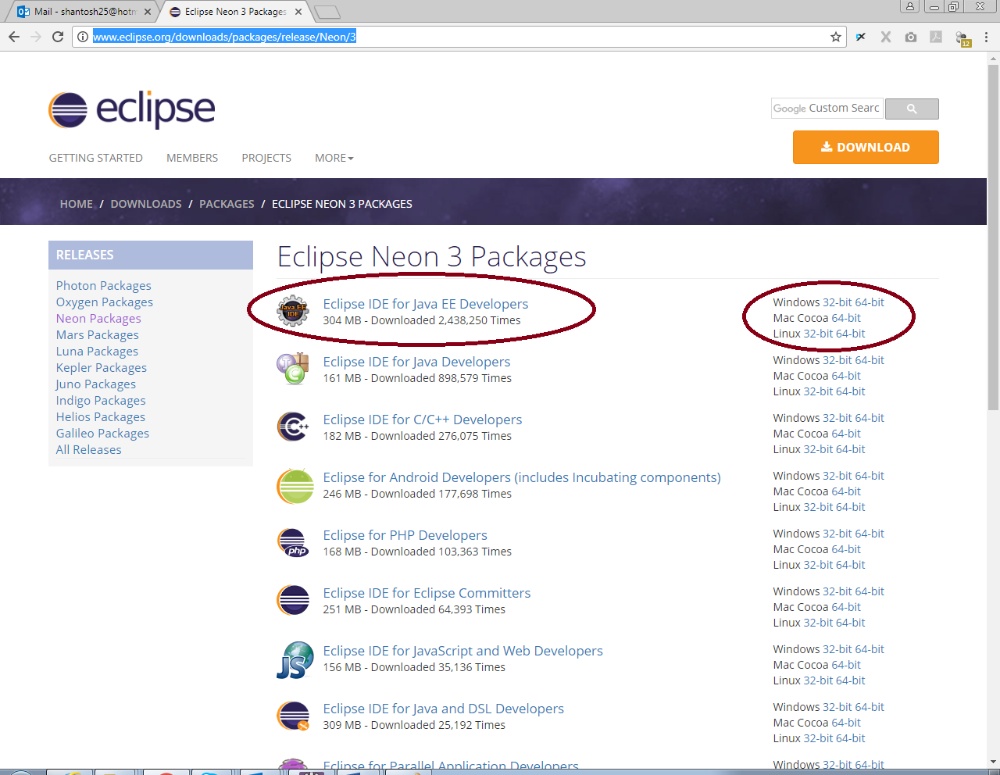 Mail - shantosh25@hotm
Eclipse Neon 3 Packages
www.eclipse.org/downloads/packages/release/Neon/3
12
eclipse
Google Custom Searc
GETTING STARTED MEMBERS PROJECTS MORE
DOWNLOAD
HOME / DOWNLOADS / PACKAGES / ECLIPSE NEON 3 PACKAGES
RELEASES
Photon Packages
Oxygen Packages
Neon Packages
Mars Packages
Luna Packages
Kepler Packages
Juno Packages
Indigo Packages
Helios Packages
Galileo Packages
All Releases
Eclipse Neon 3 Packages
Java EE
IDE
Eclipse IDE for Java EE Developers
304 MB - Downloaded 2,438,250 Times
Windows 32-bit 64-bit
Mac Cocoa 64-bit
Linux 32-bit 64-bit
Eclipse IDE for Java Developers
161 MB - Downloaded 898,579 Times
Windows 32-bit 64-bit
Mac Cocoa 64-bit
Linux 32-bit 64-bit
Eclipse IDE for C/C++ Developers
182 MB - Downloaded 276,075 Times
Windows 32-bit 64-bit
Mac Cocoa 64-bit
Linux 32-bit 64-bit
Eclipse for Android Developers (includes Incubating components)
246 MB - Downloaded 177,698 Times
Windows 32-bit 64-bit
Mac Cocoa 64-bit
Linux 32-bit 64-bit
php
Eclipse for PHP Developers
168 MB - Downloaded 103,363 Times
Windows 32-bit 64-bit
Mac Cocoa 64-bit
Linux 32-bit 64-bit
Eclipse IDE for Eclipse Committers
251 MB - Downloaded 64,393 Times
Windows 32-bit 64-bit
Mac Cocoa 64-bit
Linux 32-bit 64-bit
JS
Eclipse IDE for JavaScript and Web Developers
156 MB - Downloaded 35,136 Times
Windows 32-bit 64-bit
Mac Cocoa 64-bit
Linux 32-bit 64-bit
Eclipse IDE for Java and DSL Developers
309 MB - Downloaded 25,192 Times
Windows 32-bit 64-bit
Mac Cocoa 64-bit
Linux 32-bit 64-bit
Eclipse for Parallel Application Developers
Windows 32-bit 64-bit